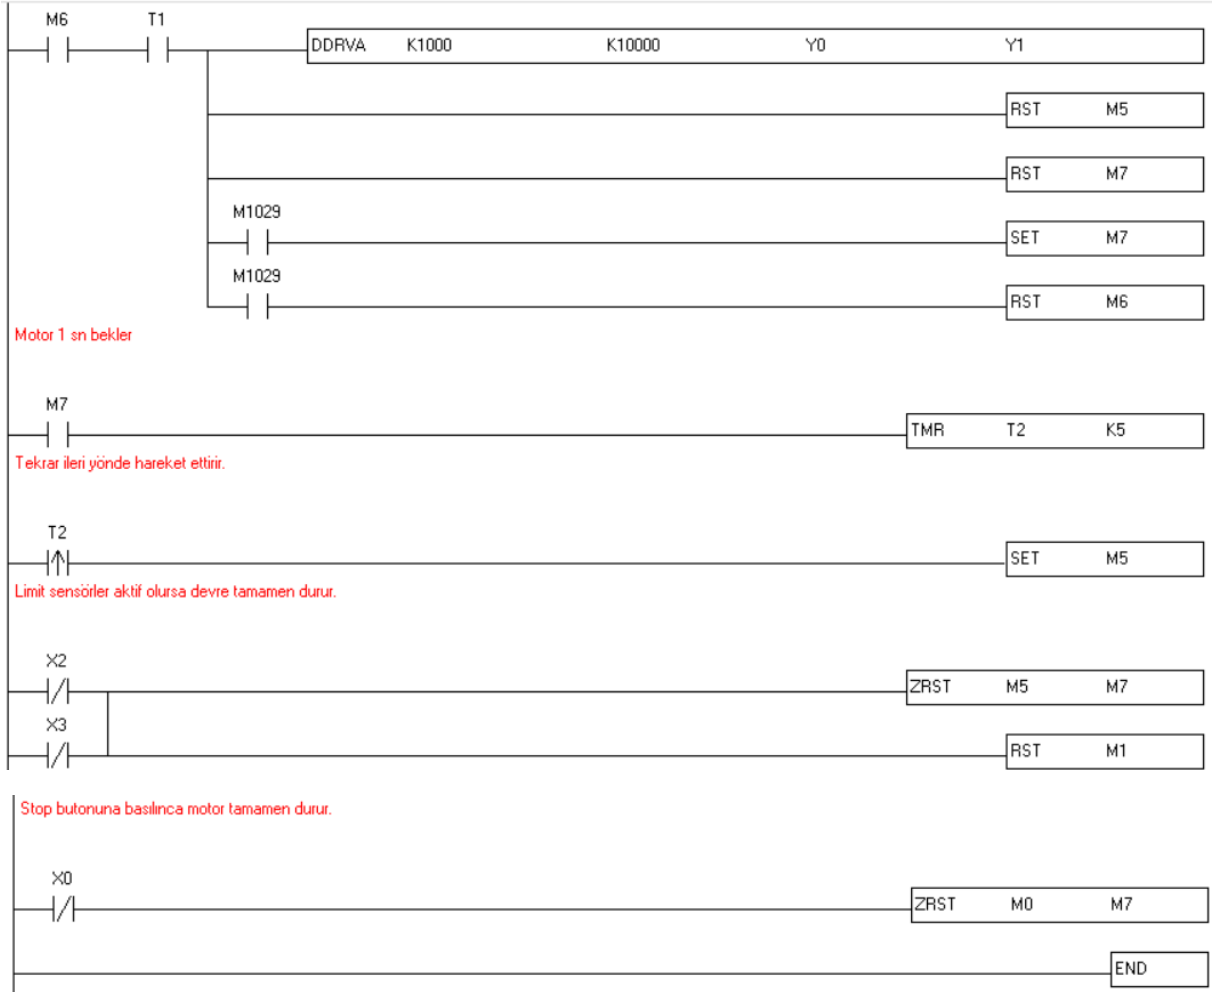 M6 T1
DDRVA K1000 K10000 Y0 Y1
RST M5
RST M7
M1029
SET M7
M1029
RST M6
Motor 1 sn bekler
M7
TMR T2 K5
Tekrar ileri yönde hareket ettirir.
T2
SET M5
Limit sensörler aktif olursa devre tamamen durur.
X2
ZRST M5 M7
X3
RST M1
Stop butonuna basılınca motor tamamen durur.
X0
ZRST M0 M7
END